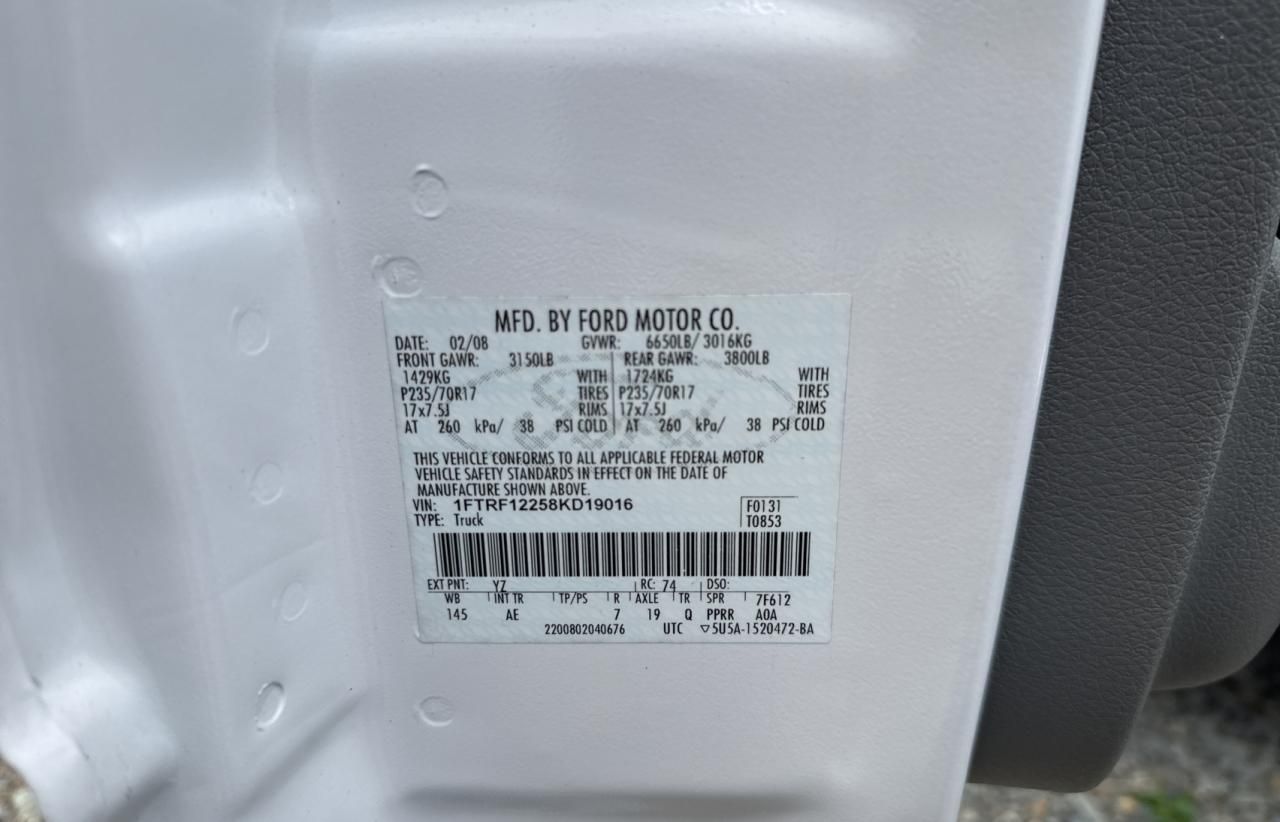 MFD. BY FORD MOTOR CO.
DATE: 02/08 GVWR: 6650LB/ 3016KG
FRONT GAWR: 3150LB REAR GAWR: 3800LB
1429KG WITH 1724KG WITH
P235/70R17 TIRES P235/70R17 TIRES
17x7.5J RIMS 17x7.5J RIMS
AT 260 kPa/ 38 PSI COLD AT 260 kPa/ 38 PSI COLD
THIS VEHICLE CONFORMS TO ALL APPLICABLE FEDERAL MOTOR
VEHICLE SAFETY STANDARDS IN EFFECT ON THE DATE OF
MANUFACTURE SHOWN ABOVE.
VIN: 1FTRF12258KD19016 F0131
TYPE: Truck T0853
EXT PNT: YZ RC: 74 DSO:
WB INT TR TP/PS R AXLE TR SPR 7F612
145 AE 7 19 Q PPRR A0A
2200802040676 UTC ▽5U5A-1520472-BA